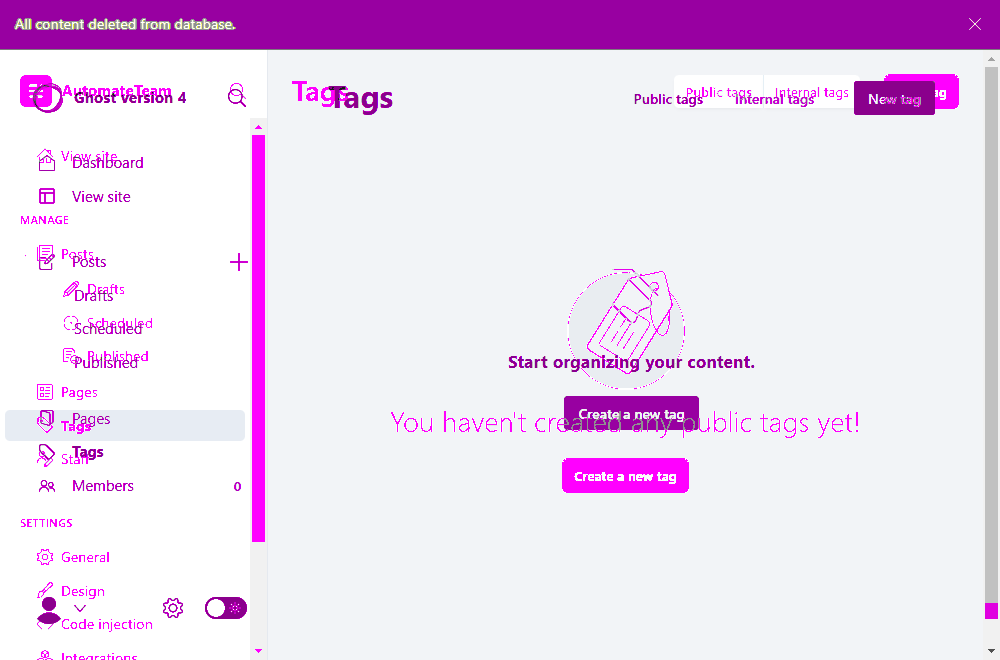 All content deleted from database.
AutomateTeam
Ghost version 4
Tags
Tags
Public tags
Internal tags
Public tags
Internal tags
New tag
View site
Dashboard
View site
MANAGE
Posts
Posts
Drafts
Drafts
Scheduled
Scheduled
Published
Published
Pages
Pages
Tags
Tags
Staff
Members 0
SETTINGS
General
Design
Code injection
Integrations
Start organizing your content.
Create a new tag
You haven't created any public tags yet!
Create a new tag